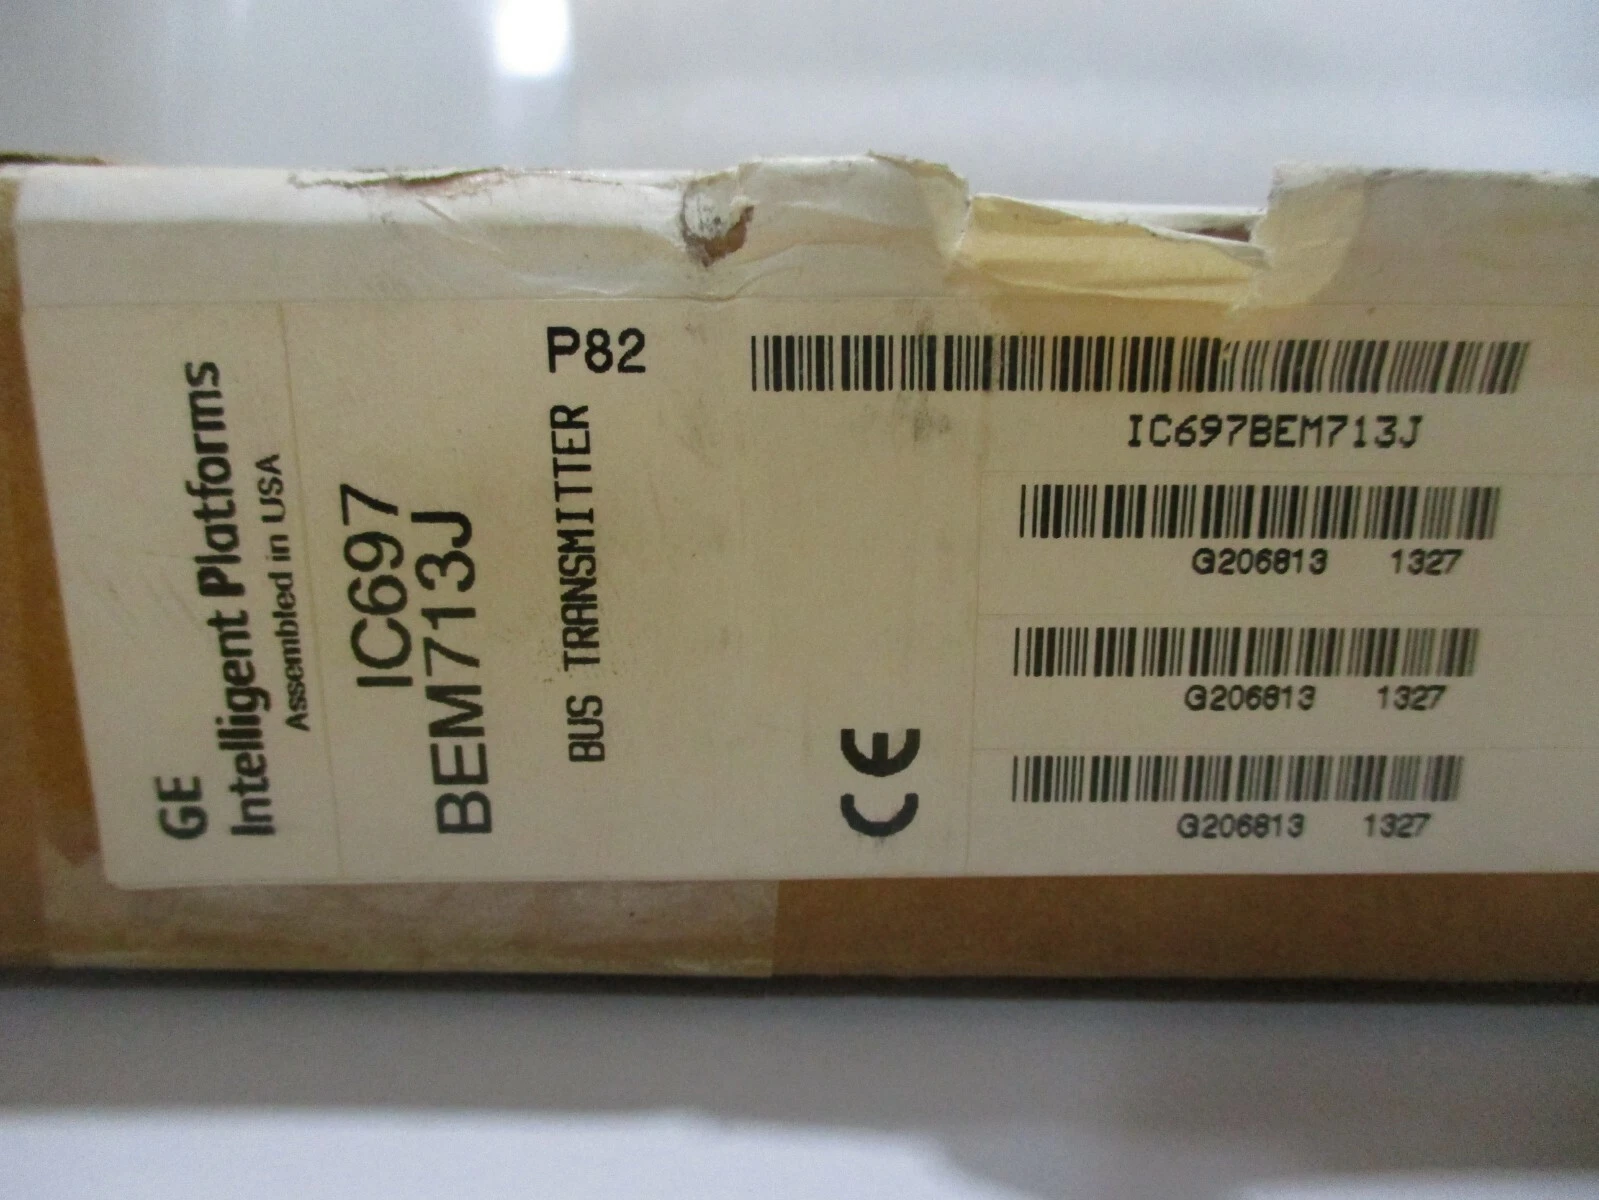 GE
Intelligent Platforms
Assembled in USA
IC697
BEM713J
BUS TRANSMITTER
P82
CE
IC697BEM713J
G206813 1327
G206813 1327
G206813 1327